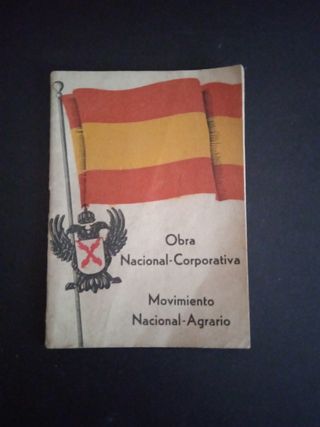 Obra
Nacional-Corporativa
Movimiento
Nacional-Agrario